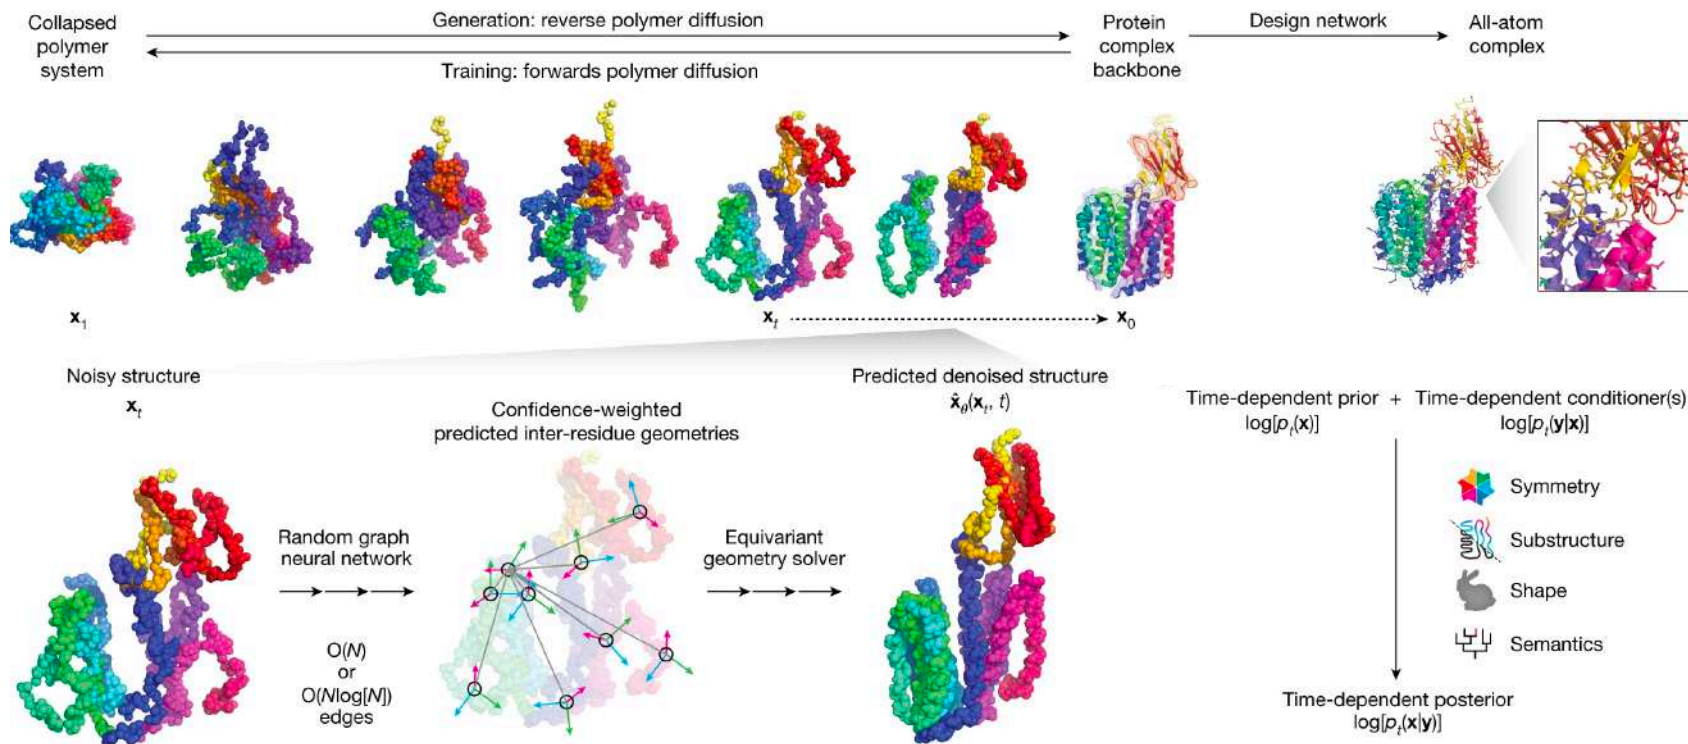 Collapsed
polymer
system
Generation: reverse polymer diffusion
Training: forwards polymer diffusion
Protein
complex
backbone
Design network
All-atom
complex
x₁
xₜ
x₀
Noisy structure
xₜ
Random graph
neural network
O(N)
or
O(Nlog[N])
edges
Confidence-weighted
predicted inter-residue geometries
Equivariant
geometry solver
Predicted denoised structure
x̂θ(xₜ, t)
Time-dependent prior + Time-dependent conditioner(s)
log[pₜ(x)] log[pₜ(y|x)]
Symmetry
Substructure
Shape
Semantics
Time-dependent posterior
log[pₜ(x|y)]